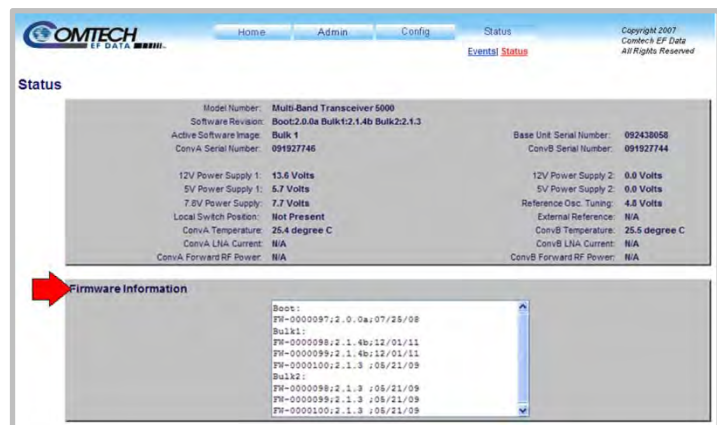 COMTECH
EF DATA
Home Admin Config Status
Events| Status
Copyright 2007
Comtech EF Data
All Rights Reserved
Status
Model Number: Multi-Band Transceiver 5000
Software Revision: Boot:2.0.0a Bulk1:2.1.4b Bulk2:2.1.3
Active Software Image: Bulk 1 Base Unit Serial Number: 092438058
ConvA Serial Number: 091927746 ConvB Serial Number: 091927744
12V Power Supply 1: 13.6 Volts 12V Power Supply 2: 0.0 Volts
5V Power Supply 1: 5.7 Volts 5V Power Supply 2: 0.0 Volts
7.8V Power Supply: 7.7 Volts Reference Osc. Tuning: 4.8 Volts
Local Switch Position: Not Present External Reference: N/A
ConvA Temperature: 25.4 degree C ConvB Temperature: 25.5 degree C
ConvA LNA Current: N/A ConvB LNA Current: N/A
ConvA Forward RF Power: N/A ConvB Forward RF Power: N/A
Firmware Information
Boot:
FW-0000097;2.0.0a;07/25/08
Bulk1:
FW-0000098;2.1.4b;12/01/11
FW-0000099;2.1.4b;12/01/11
FW-0000100;2.1.3 ;05/21/09
Bulk2:
FW-0000098;2.1.3 ;05/21/09
FW-0000099;2.1.3 ;05/21/09
FW-0000100;2.1.3 ;05/21/09